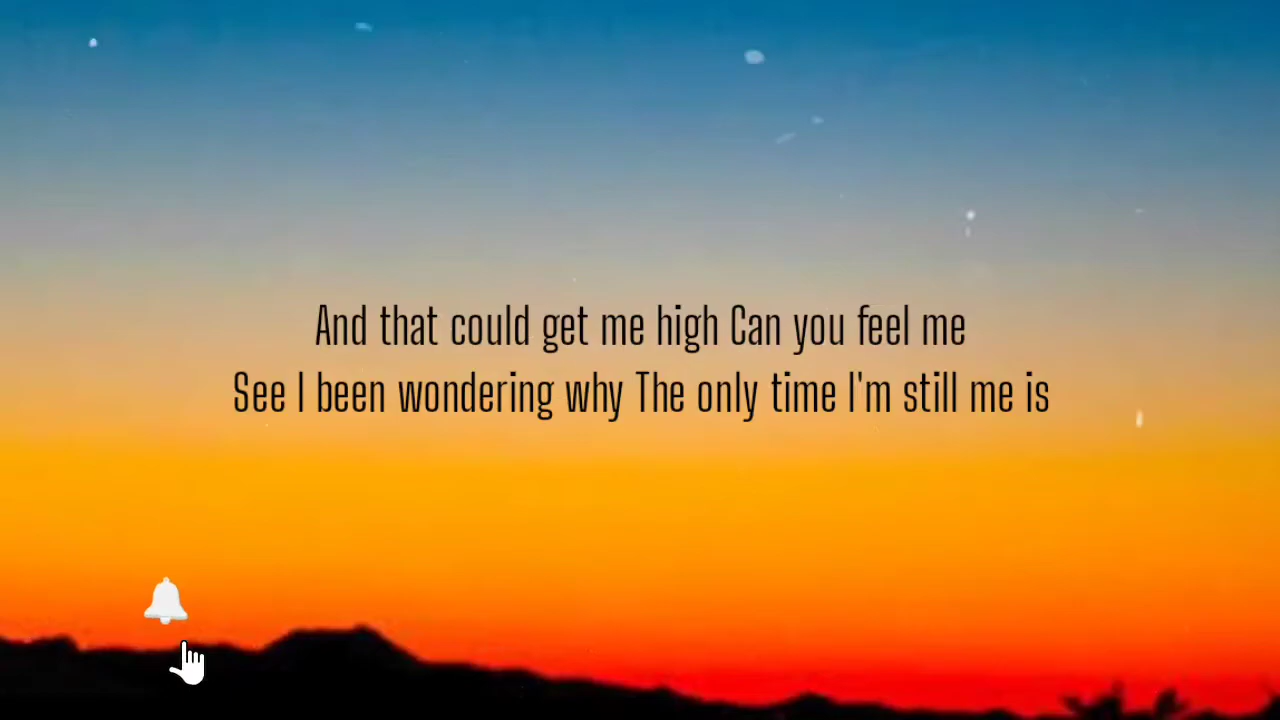 And that could get me high Can you feel me
See I been wondering why The only time I'm still me is